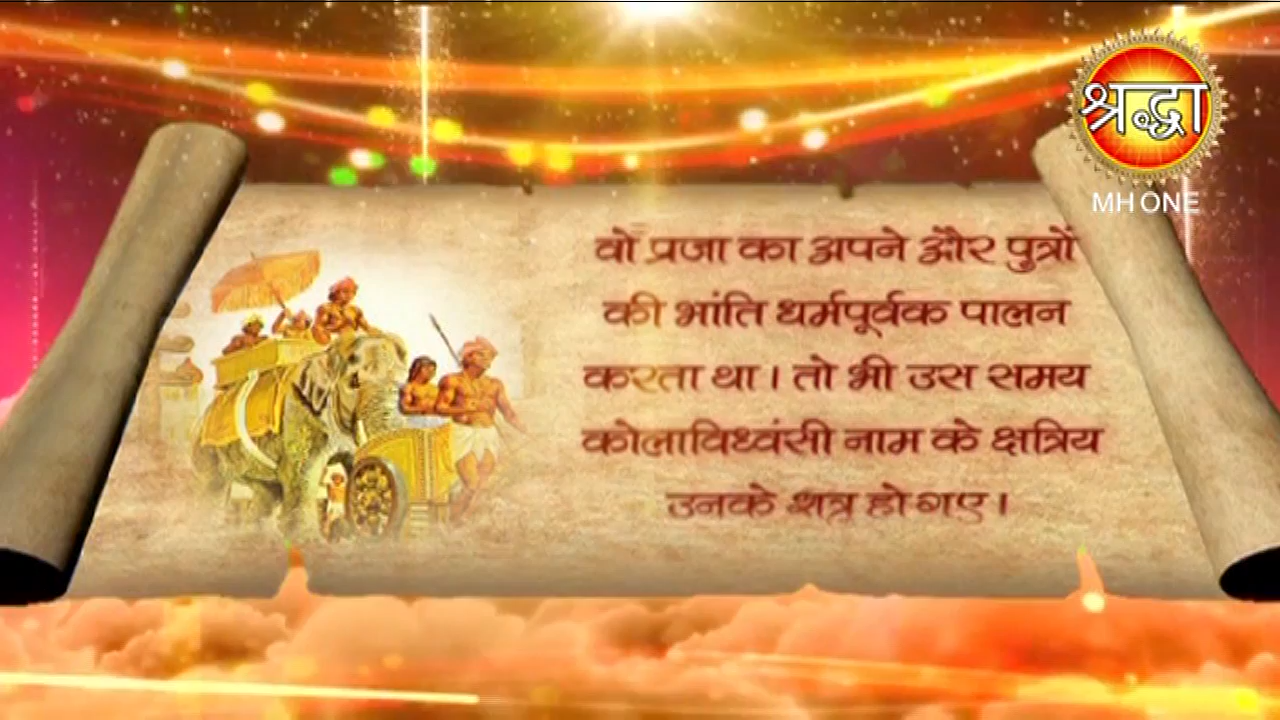 श्रद्धा
MH ONE
वो प्रजा का अपने और पुत्रों
की भांति धर्मपूर्वक पालन
करता था। तो भी उस समय
कोलाविध्वंसी नाम के क्षत्रिय
उनके शत्रु हो गए।